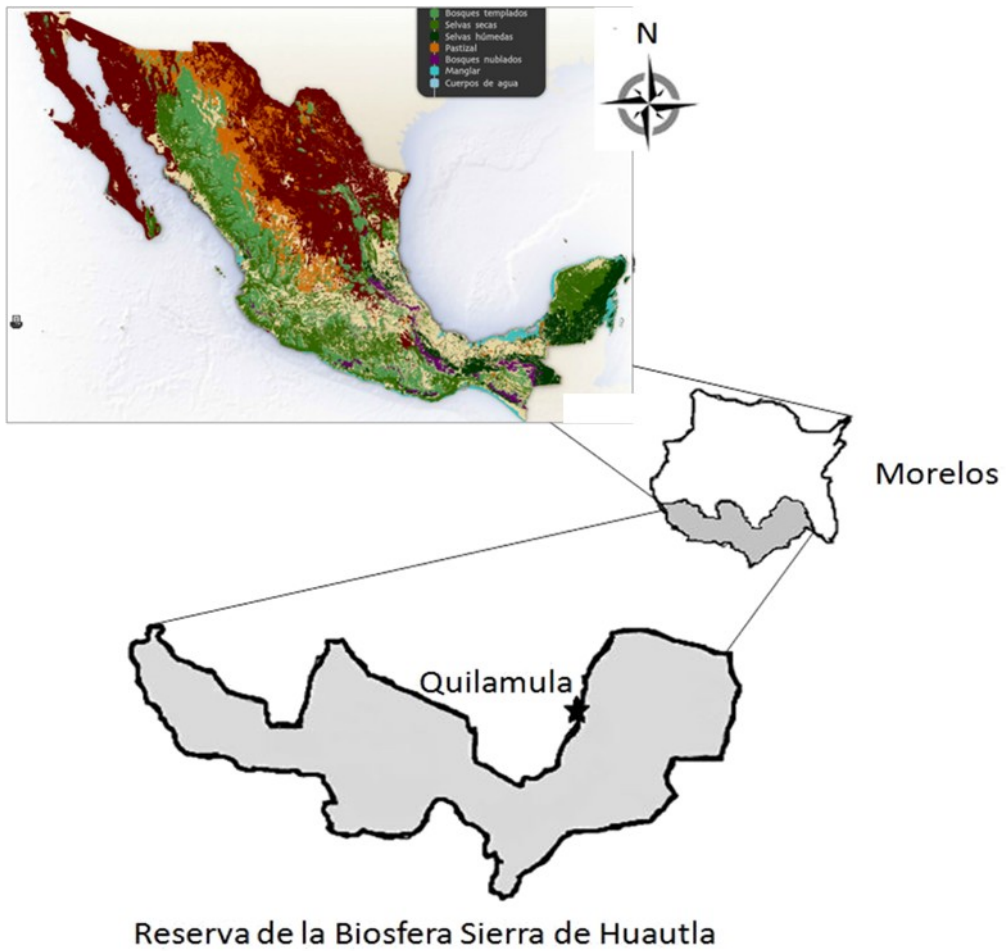 Bosques templados
Selvas secas
Selvas húmedas
Pastizal
Bosques nublados
Manglar
Cuerpos de agua
N
Morelos
Quilamula
Reserva de la Biosfera Sierra de Huautla